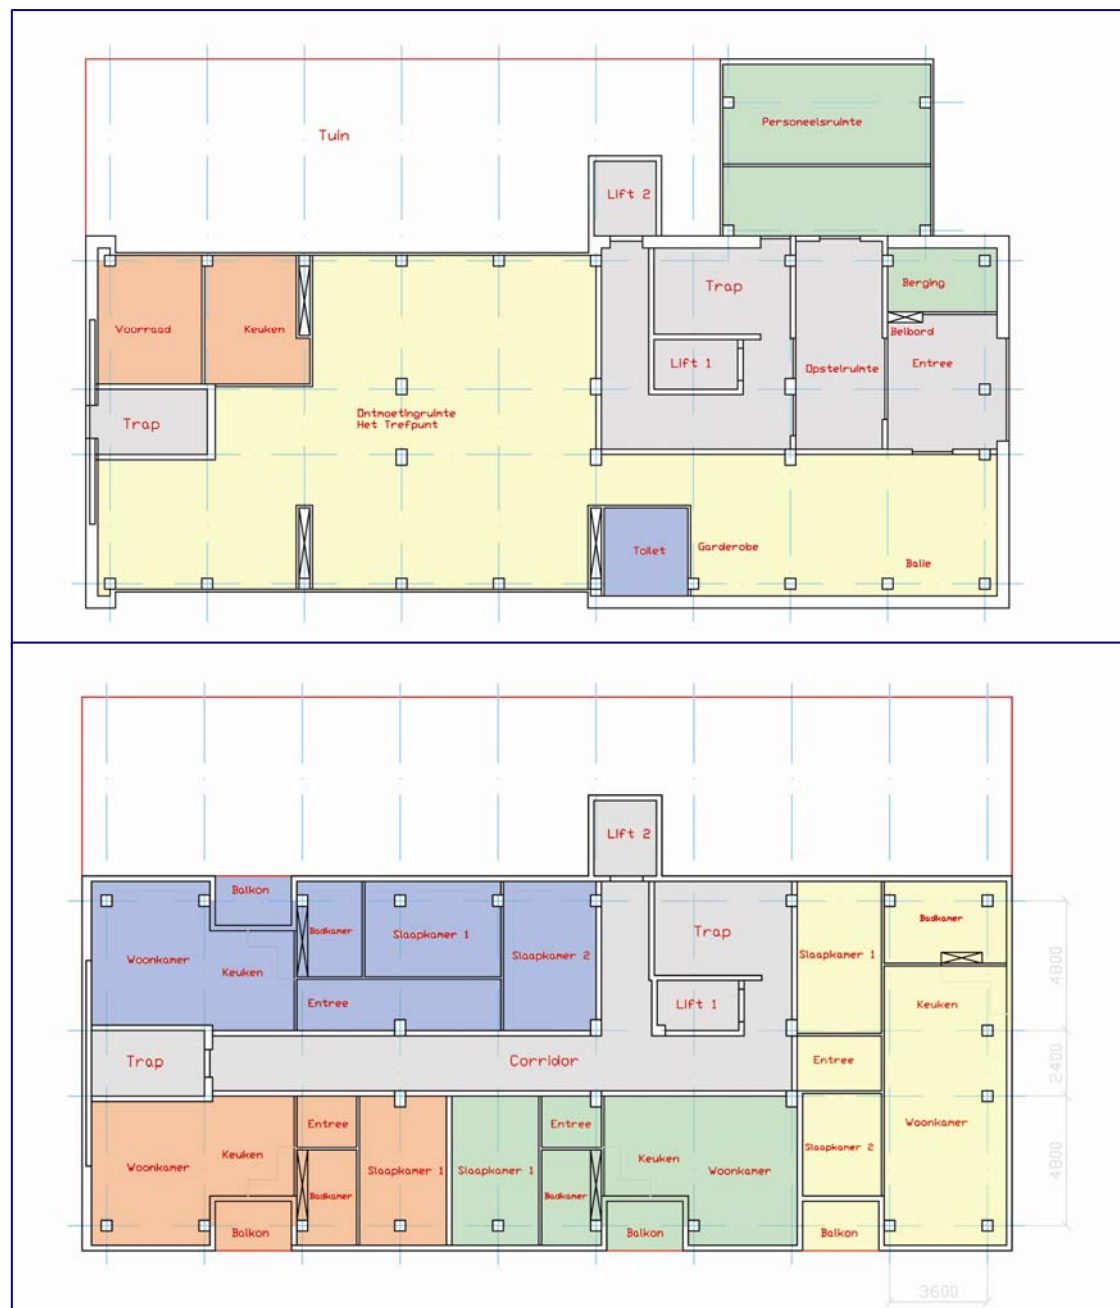 Personeelsruimte
Tuin
Lift 2
Trap
Berging
Voorraad
Keuken
Belbord
Lift 1
Opstelruimte
Entree
Ontmoetingruimte
Het Trefpunt
Trap
Toilet
Garderobe
Balie
Lift 2
Balkon
Badkamer
Slaapkamer 1
Slaapkamer 2
Trap
Slaapkamer 1
Badkamer
Woonkamer
Keuken
Entree
Lift 1
Keuken
4800
Trap
Corridor
Entree
2400
Entree
Entree
Woonkamer
Keuken
Slaapkamer 1
Slaapkamer 1
Keuken
Woonkamer
Slaapkamer 2
Woonkamer
4800
Badkamer
Badkamer
Balkon
Balkon
Balkon
3600